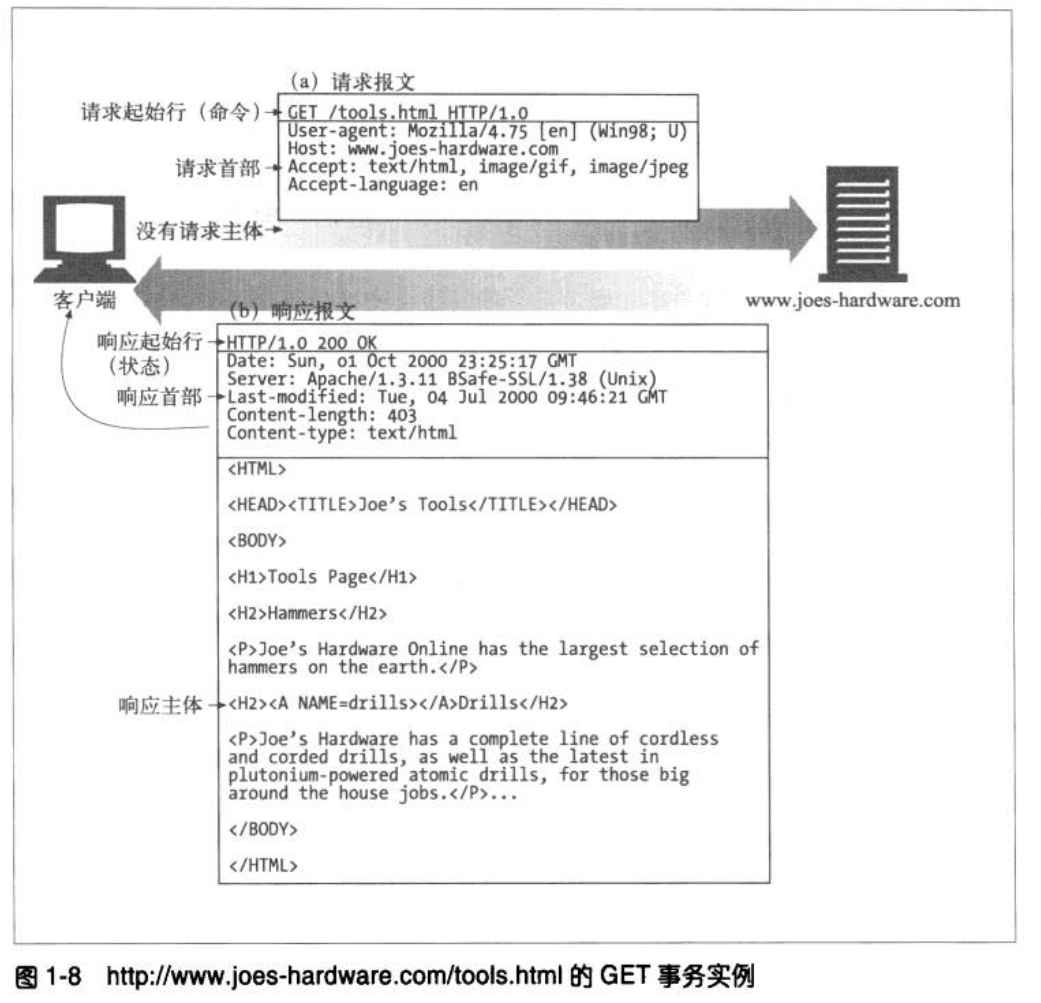 (a) 请求报文
请求起始行（命令）
GET /tools.html HTTP/1.0
User-agent: Mozilla/4.75 [en] (Win98; U)
Host: www.joes-hardware.com
请求首部
Accept: text/html, image/gif, image/jpeg
Accept-language: en
没有请求主体
客户端
www.joes-hardware.com
(b) 响应报文
响应起始行
（状态）
HTTP/1.0 200 OK
Date: Sun, o1 Oct 2000 23:25:17 GMT
Server: Apache/1.3.11 BSafe-SSL/1.38 (Unix)
响应首部
Last-modified: Tue, 04 Jul 2000 09:46:21 GMT
Content-length: 403
Content-type: text/html
<HTML>
<HEAD><TITLE>Joe's Tools</TITLE></HEAD>
<BODY>
<H1>Tools Page</H1>
<H2>Hammers</H2>
<P>Joe's Hardware Online has the largest selection of
hammers on the earth.</P>
响应主体
<H2><A NAME=drills></A>Drills</H2>
<P>Joe's Hardware has a complete line of cordless
and corded drills, as well as the latest in
plutonium-powered atomic drills, for those big
around the house jobs.</P>...
</BODY>
</HTML>
图 1-8 http://www.joes-hardware.com/tools.html 的 GET 事务实例